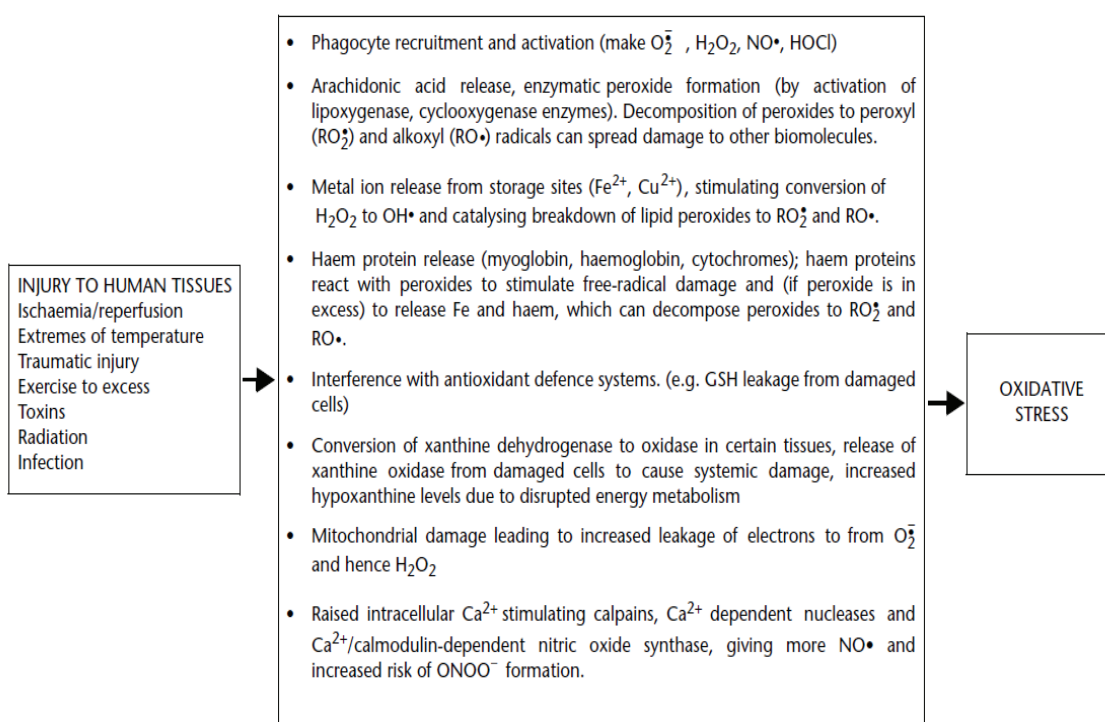 INJURY TO HUMAN TISSUES
Ischaemia/reperfusion
Extremes of temperature
Traumatic injury
Exercise to excess
Toxins
Radiation
Infection
• Phagocyte recruitment and activation (make O₂•̄ , H₂O₂, NO•, HOCl)
• Arachidonic acid release, enzymatic peroxide formation (by activation of
lipoxygenase, cyclooxygenase enzymes). Decomposition of peroxides to peroxyl
(RO₂•) and alkoxyl (RO•) radicals can spread damage to other biomolecules.
• Metal ion release from storage sites (Fe²⁺, Cu²⁺), stimulating conversion of
H₂O₂ to OH• and catalysing breakdown of lipid peroxides to RO₂• and RO•.
• Haem protein release (myoglobin, haemoglobin, cytochromes); haem proteins
react with peroxides to stimulate free-radical damage and (if peroxide is in
excess) to release Fe and haem, which can decompose peroxides to RO₂• and
RO•.
• Interference with antioxidant defence systems. (e.g. GSH leakage from damaged
cells)
• Conversion of xanthine dehydrogenase to oxidase in certain tissues, release of
xanthine oxidase from damaged cells to cause systemic damage, increased
hypoxanthine levels due to disrupted energy metabolism
• Mitochondrial damage leading to increased leakage of electrons to from O₂•̄
and hence H₂O₂
• Raised intracellular Ca²⁺ stimulating calpains, Ca²⁺ dependent nucleases and
Ca²⁺/calmodulin-dependent nitric oxide synthase, giving more NO• and
increased risk of ONOO⁻ formation.
OXIDATIVE
STRESS